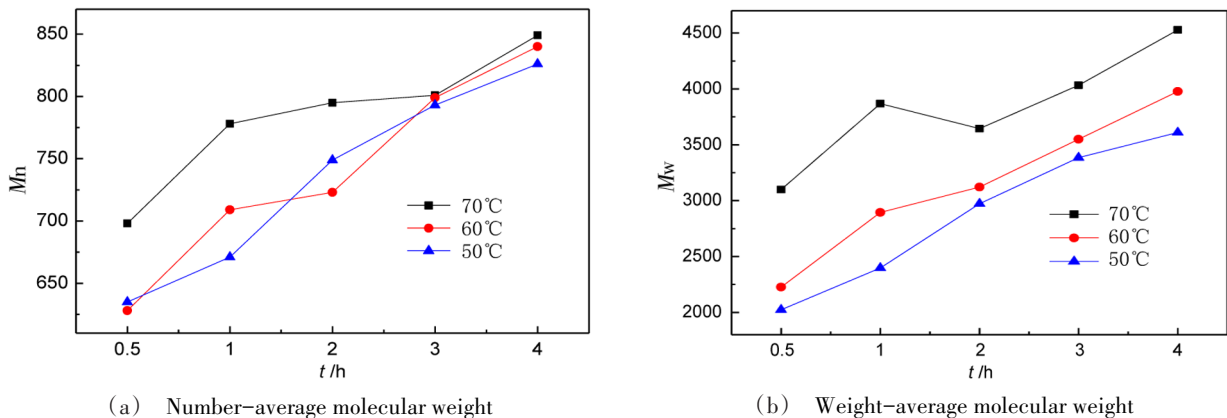 850
800
750
700
650
Mn
70℃
60℃
50℃
0.5 1 2 3 4
t /h
(a) Number-average molecular weight
4500
4000
3500
3000
2500
2000
Mw
70℃
60℃
50℃
0.5 1 2 3 4
t /h
(b) Weight-average molecular weight